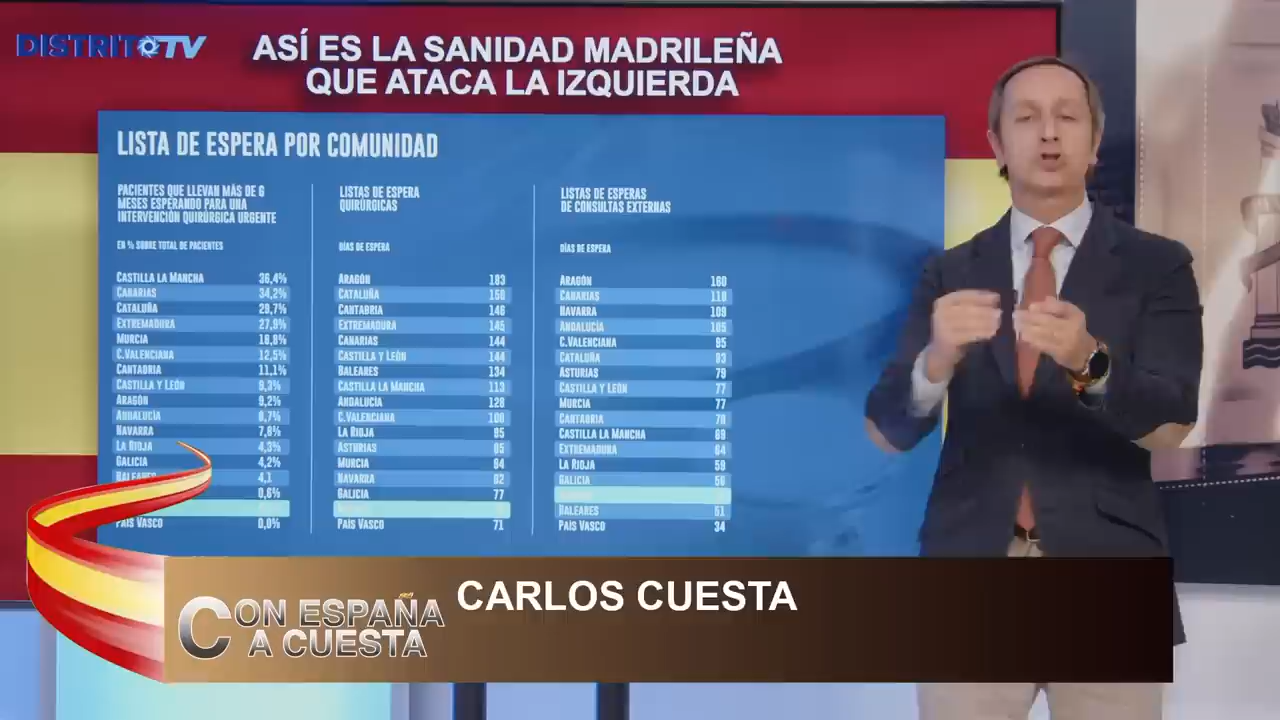 DISTRITO TV
ASÍ ES LA SANIDAD MADRILEÑA
QUE ATACA LA IZQUIERDA
LISTA DE ESPERA POR COMUNIDAD
PACIENTES QUE LLEVAN MÁS DE 6
MESES ESPERANDO PARA UNA
INTERVENCIÓN QUIRÚRGICA URGENTE
EN % SOBRE TOTAL DE PACIENTES
CASTILLA LA MANCHA 36,4%
CANARIAS 34,2%
CATALUÑA 29,7%
EXTREMADURA 27,9%
MURCIA 18,8%
C.VALENCIANA 12,5%
CANTABRIA 11,1%
CASTILLA Y LEÓN 9,3%
ARAGÓN 9,2%
ANDALUCÍA 8,7%
NAVARRA 7,8%
LA RIOJA 4,3%
GALICIA 4,2%
BALEARES 4,1
0,6%
PAÍS VASCO 0,0%
LISTAS DE ESPERA
QUIRÚRGICAS
DÍAS DE ESPERA
ARAGÓN 183
CATALUÑA 150
CANTABRIA 146
EXTREMADURA 145
CANARIAS 144
CASTILLA Y LEÓN 144
BALEARES 134
CASTILLA LA MANCHA 113
ANDALUCÍA 128
C.VALENCIANA 100
LA RIOJA 95
ASTURIAS
MURCIA 84
NAVARRA 82
GALICIA 77
PAÍS VASCO 71
LISTAS DE ESPERAS
DE CONSULTAS EXTERNAS
DÍAS DE ESPERA
ARAGÓN 160
CANARIAS 110
NAVARRA 109
ANDALUCÍA 105
C.VALENCIANA 95
CATALUÑA 93
ASTURIAS 79
CASTILLA Y LEÓN 77
MURCIA 77
CANTABRIA
CASTILLA LA MANCHA 69
EXTREMADURA 64
LA RIOJA 59
GALICIA
BALEARES 51
PAÍS VASCO 34
CON ESPAÑA
A CUESTA
CARLOS CUESTA